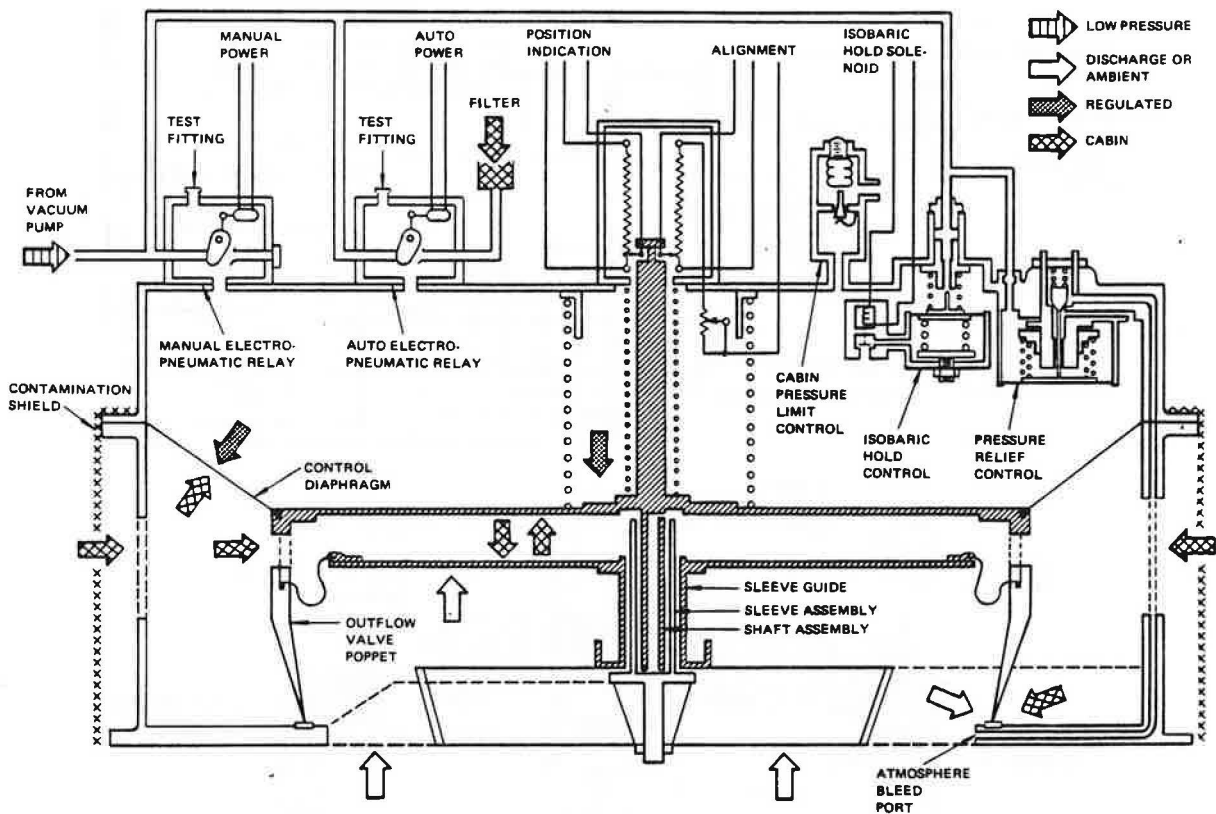 MANUAL
POWER
AUTO
POWER
POSITION
INDICATION
ALIGNMENT
ISOBARIC
HOLD SOLE-
NOID
LOW PRESSURE
DISCHARGE OR
AMBIENT
REGULATED
CABIN
TEST
FITTING
TEST
FITTING
FILTER
FROM
VACUUM
PUMP
MANUAL ELECTRO-
PNEUMATIC RELAY
AUTO ELECTRO-
PNEUMATIC RELAY
CONTAMINATION
SHIELD
CONTROL
DIAPHRAGM
CABIN
PRESSURE
LIMIT
CONTROL
ISOBARIC
HOLD
CONTROL
PRESSURE
RELIEF
CONTROL
OUTFLOW
VALVE
POPPET
SLEEVE GUIDE
SLEEVE ASSEMBLY
SHAFT ASSEMBLY
ATMOSPHERE
BLEED
PORT